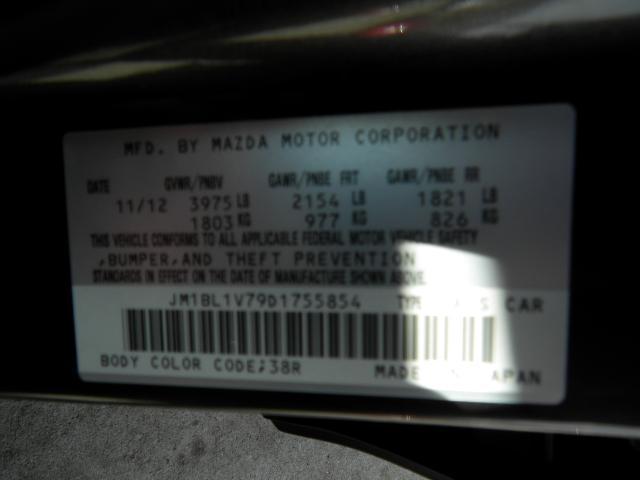 MFD. BY MAZDA MOTOR CORPORATION
DATE GVWR/PNBV GAWR/PNBE FRT GAWR/PNBE RR
11/12 3975 LB 2154 LB 1821 LB
1803 KG 977 KG 826 KG
THIS VEHICLE CONFORMS TO ALL APPLICABLE FEDERAL MOTOR VEHICLE SAFETY
,BUMPER,AND THEFT PREVENTION
STANDARDS IN EFFECT ON THE DATE OF MANUFACTURE SHOWN ABOVE.
JM1BL1V79D1755854 TYPE CAR
BODY COLOR CODE;38R MADE JAPAN